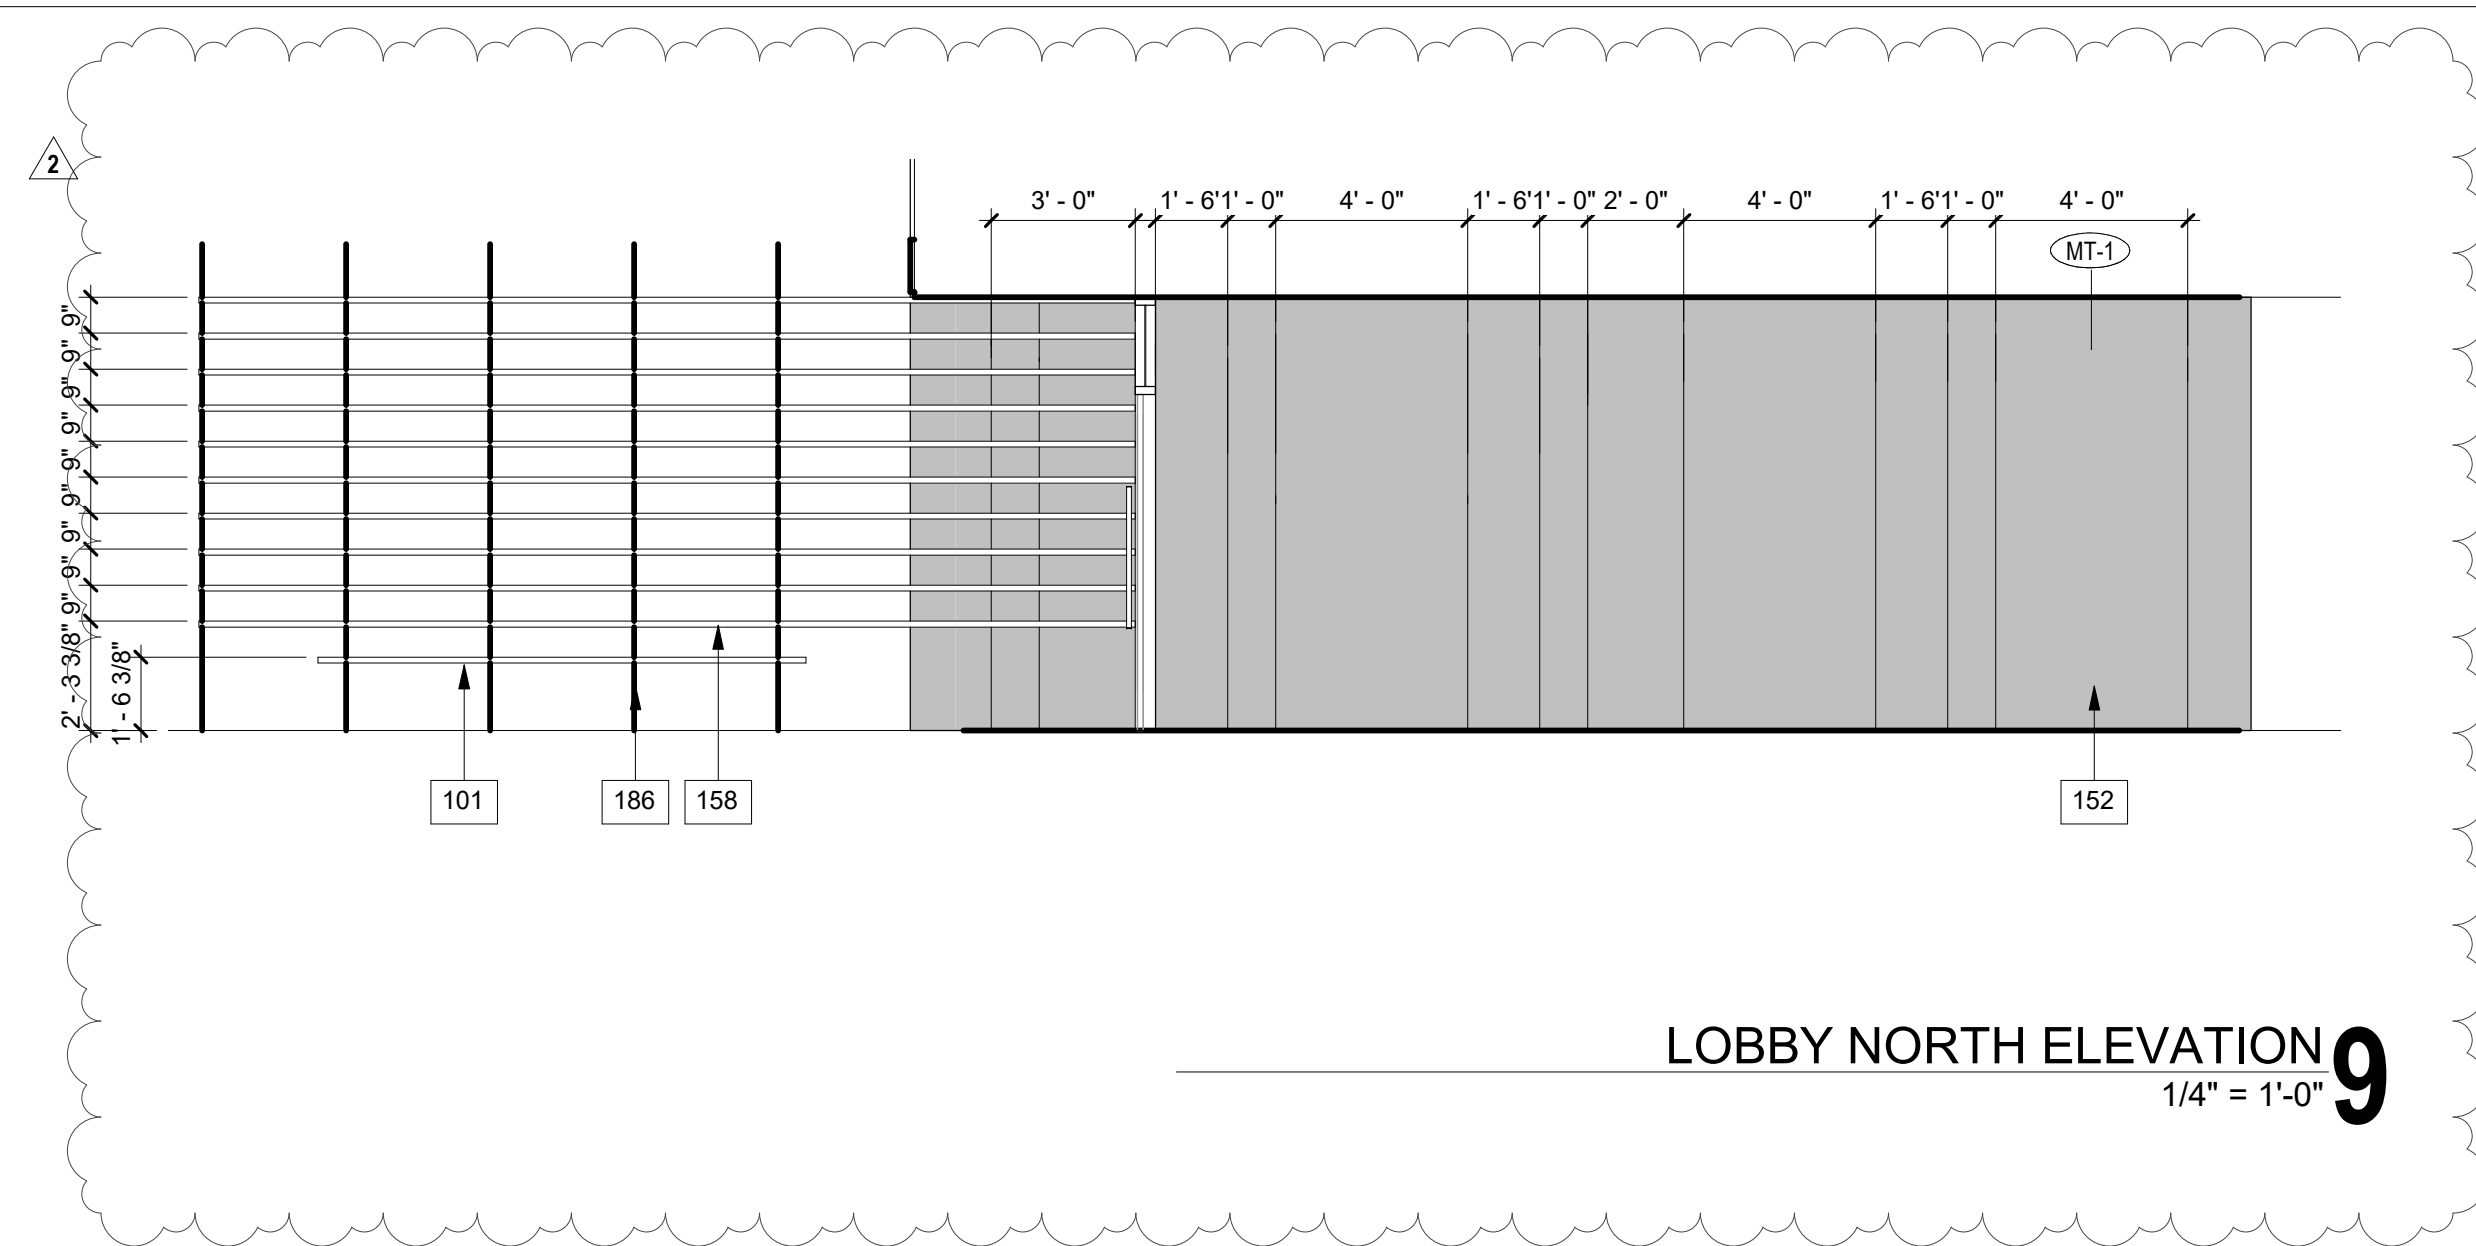 2
3' - 0" 1' - 6'1' - 0" 4' - 0" 1' - 6'1' - 0" 2' - 0" 4' - 0" 1' - 6'1' - 0" 4' - 0"
MT-1
2' - 3 3/8" 9" 9" 9" 9" 9" 9" 9" 9" 9"
1' - 6 3/8"
101 186 158 152
LOBBY NORTH ELEVATION 9
1/4" = 1'-0"